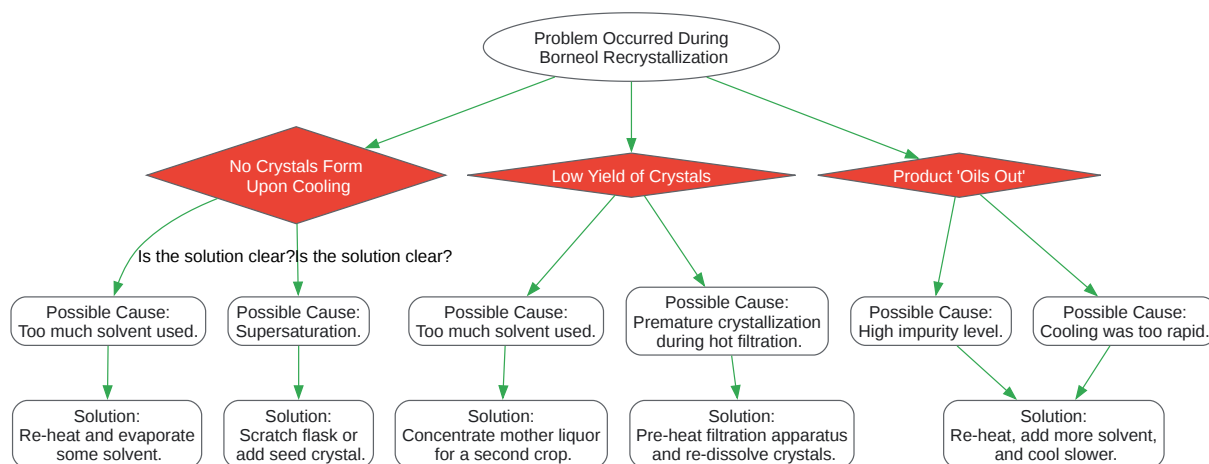 Problem Occurred During
Borneol Recrystallization
No Crystals Form
Upon Cooling
Low Yield of Crystals
Product 'Oils Out'
Is the solution clear?
Is the solution clear?
Possible Cause:
Too much solvent used.
Possible Cause:
Supersaturation.
Possible Cause:
Too much solvent used.
Possible Cause:
Premature crystallization
during hot filtration.
Possible Cause:
High impurity level.
Possible Cause:
Cooling was too rapid.
Solution:
Re-heat and evaporate
some solvent.
Solution:
Scratch flask or
add seed crystal.
Solution:
Concentrate mother liquor
for a second crop.
Solution:
Pre-heat filtration apparatus
and re-dissolve crystals.
Solution:
Re-heat, add more solvent,
and cool slower.